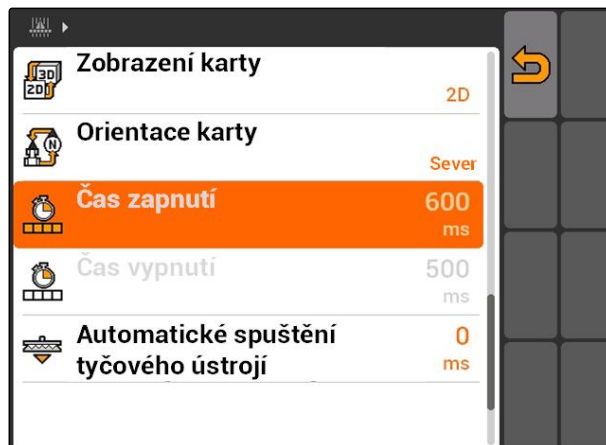 Zobrazení karty
2D
Orientace karty
Sever
Čas zapnutí
600
ms
Čas vypnutí
500
ms
Automatické spuštění
tyčového ústrojí
0
ms